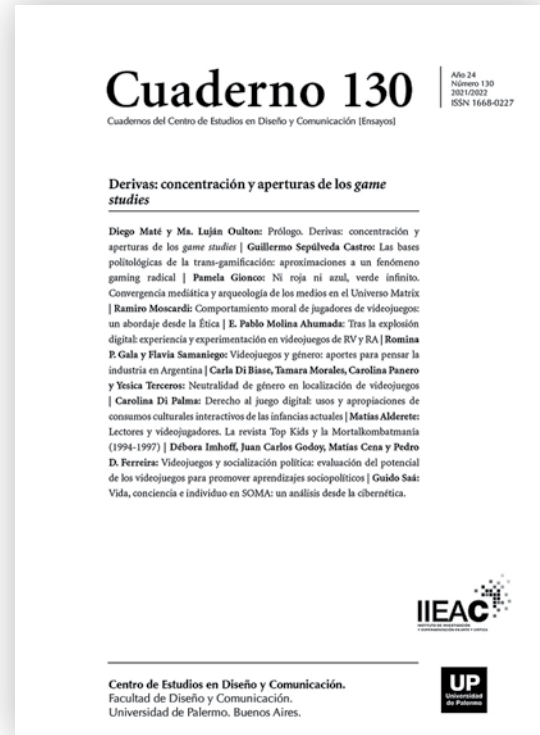 Cuaderno 130
Cuadernos del Centro de Estudios en Diseño y Comunicación [Ensayos]
Año 24
Número 130
2021/2022
ISSN 1668-0227
Derivas: concentración y aperturas de los game
studies
Diego Maté y Ma. Luján Oulton: Prólogo. Derivas: concentración y
aperturas de los game studies | Guillermo Sepúlveda Castro: Las bases
politológicas de la trans-gamificación: aproximaciones a un fenómeno
gaming radical | Pamela Gionco: Ni roja ni azul, verde infinito.
Convergencia mediática y arqueología de los medios en el Universo Matrix
| Ramiro Moscardi: Comportamiento moral de jugadores de videojuegos:
un abordaje desde la Ética | E. Pablo Molina Ahumada: Tras la explosión
digital: experiencia y experimentación en videojuegos de RV y RA | Romina
P. Gala y Flavia Samaniego: Videojuegos y género: aportes para pensar la
industria en Argentina | Carla Di Biase, Tamara Morales, Carolina Panero
y Yesica Terceros: Neutralidad de género en localización de videojuegos
| Carolina Di Palma: Derecho al juego digital: usos y apropiaciones de
consumos culturales interactivos de las infancias actuales | Matías Alderete:
Lectores y videojugadores. La revista Top Kids y la Mortalkombatmanía
(1994-1997) | Débora Imhoff, Juan Carlos Godoy, Matías Cena y Pedro
D. Ferreira: Videojuegos y socialización política: evaluación del potencial
de los videojuegos para promover aprendizajes sociopolíticos | Guido Saá:
Vida, conciencia e individuo en SOMA: un análisis desde la cibernética.
IIEAC
Centro de Estudios en Diseño y Comunicación.
Facultad de Diseño y Comunicación.
Universidad de Palermo. Buenos Aires.
UP
Universidad
de Palermo